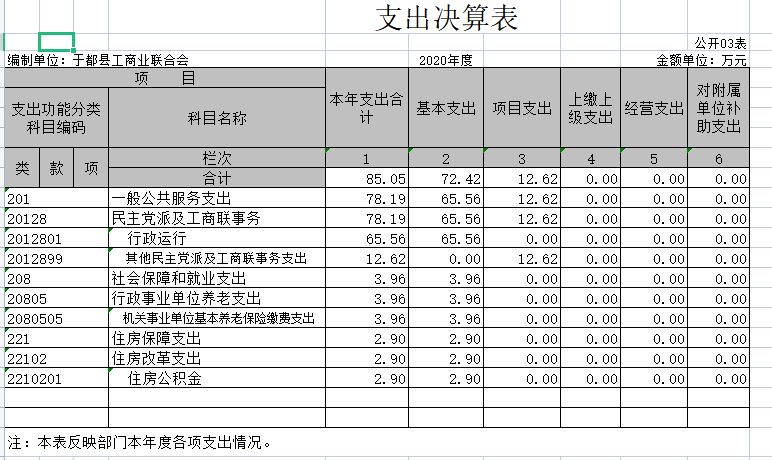 支出决算表
公开03表
编制单位：于都县工商业联合会 2020年度 金额单位：万元
项 目 本年支出合计 基本支出 项目支出 上缴上级支出 经营支出 对附属单位补助支出
支出功能分类科目编码 科目名称
类 款 项 栏次 1 2 3 4 5 6
合计 85.05 72.42 12.62 0.00 0.00 0.00
201 一般公共服务支出 78.19 65.56 12.62 0.00 0.00 0.00
20128 民主党派及工商联事务 78.19 65.56 12.62 0.00 0.00 0.00
2012801 行政运行 65.56 65.56 0.00 0.00 0.00 0.00
2012899 其他民主党派及工商联事务支出 12.62 0.00 12.62 0.00 0.00 0.00
208 社会保障和就业支出 3.96 3.96 0.00 0.00 0.00 0.00
20805 行政事业单位养老支出 3.96 3.96 0.00 0.00 0.00 0.00
2080505 机关事业单位基本养老保险缴费支出 3.96 3.96 0.00 0.00 0.00 0.00
221 住房保障支出 2.90 2.90 0.00 0.00 0.00 0.00
22102 住房改革支出 2.90 2.90 0.00 0.00 0.00 0.00
2210201 住房公积金 2.90 2.90 0.00 0.00 0.00 0.00
注：本表反映部门本年度各项支出情况。